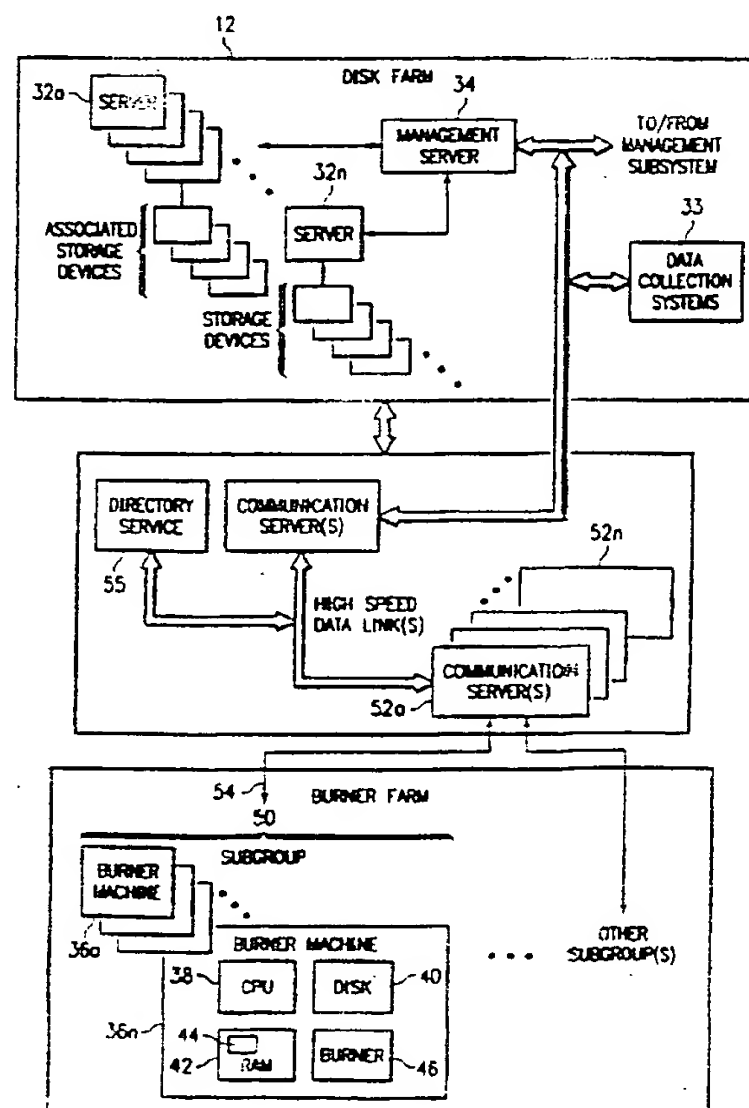 12
DISK FARM
32a
SERVER
34
MANAGEMENT
SERVER
TO/FROM
MANAGEMENT
SUBSYSTEM
32n
SERVER
33
DATA
COLLECTION
SYSTEMS
ASSOCIATED
STORAGE
DEVICES
STORAGE
DEVICES
DIRECTORY
SERVICE
55
COMMUNICATION
SERVER(S)
52n
HIGH SPEED
DATA LINK(S)
COMMUNICATION
SERVER(S)
52a
54
BURNER FARM
50
SUBGROUP
BURNER
MACHINE
36a
BURNER MACHINE
38
CPU
DISK
40
36n
44
42
RAM
BURNER
46
OTHER
SUBGROUP(S)